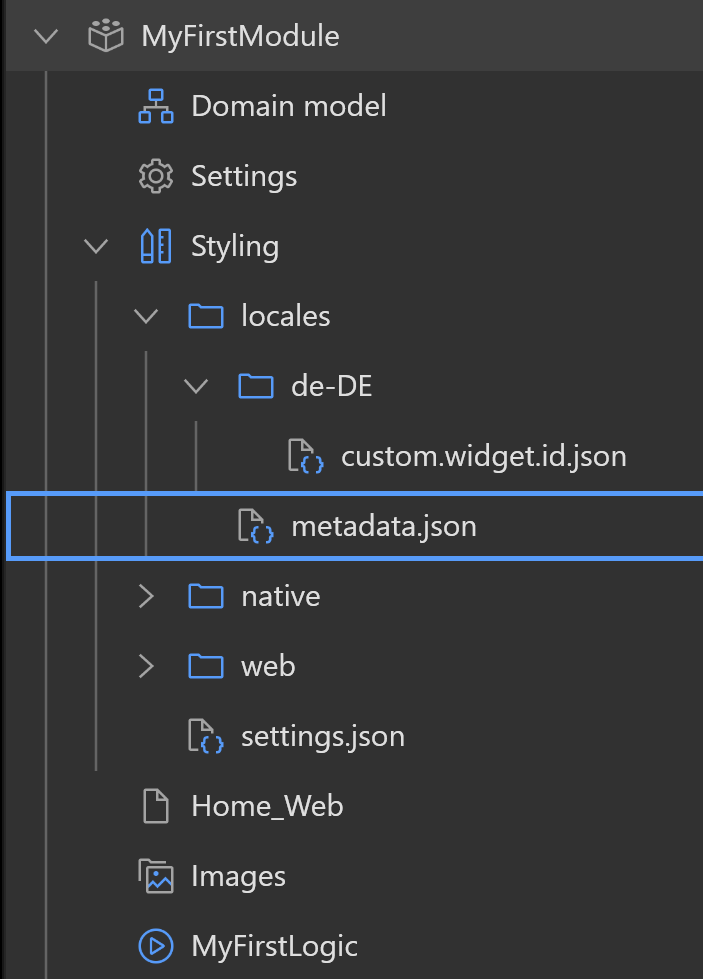 MyFirstModule
Domain model
Settings
Styling
locales
de-DE
custom.widget.id.json
metadata.json
native
web
settings.json
Home_Web
Images
MyFirstLogic